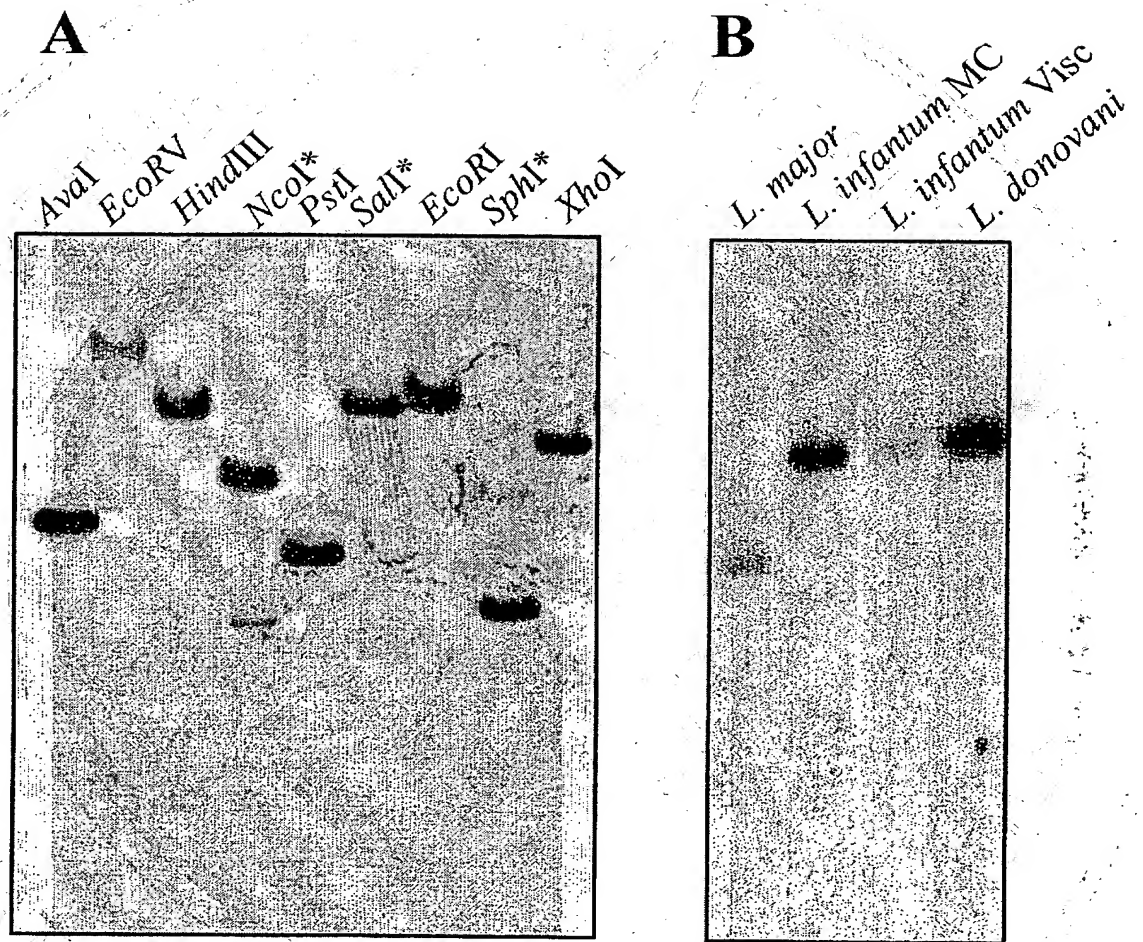 A
B
AvaI
EcoRV
HindIII
NcoI*
PstI
SalI*
EcoRI
SphI*
XhoI
L. major
L. infantum MC
L. infantum Visc
L. donovani